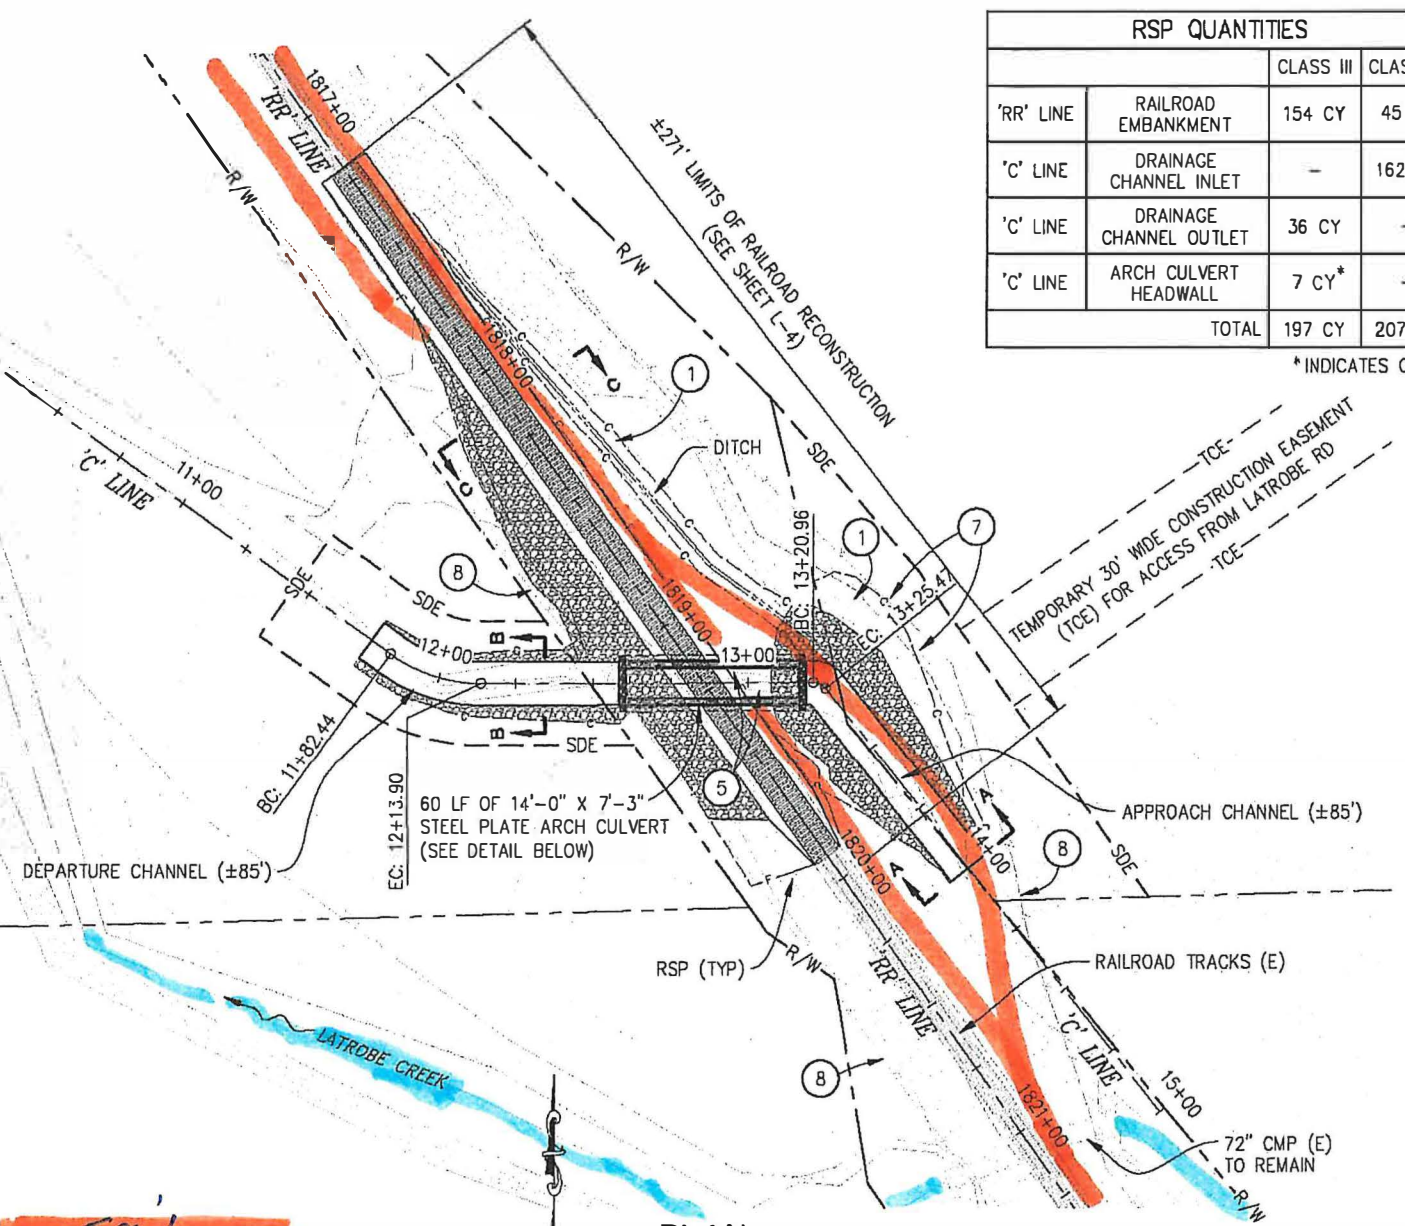 RSP QUANTITIES
CLASS III
'RR' LINE RAILROAD EMBANKMENT 154 CY 45
'C' LINE DRAINAGE CHANNEL INLET - 162
'C' LINE DRAINAGE CHANNEL OUTLET 36 CY -
'C' LINE ARCH CULVERT HEADWALL 7 CY* -
TOTAL 197 CY 207
*INDICATES
1817+00
'RR' LINE
R/W
±271' LIMITS OF RAILROAD RECONSTRUCTION
(SEE SHEET L-4)
R/W
1818+00
C
1
DITCH
SDE
TCE
TEMPORARY 30' WIDE CONSTRUCTION EASEMENT
(TCE) FOR ACCESS FROM LATROBE RD
TCE
'C' LINE
11+00
C
8
SDE
SDE
1819+00
BC: 13+20.96
1
7
EC: 13+25.47
B
12+00
13+00
B
SDE
BC: 11+82.44
EC: 12+13.90
5
60 LF OF 14'-0" X 7'-3"
STEEL PLATE ARCH CULVERT
(SEE DETAIL BELOW)
DEPARTURE CHANNEL (±85')
1820+00
A
A
14+00
APPROACH CHANNEL (±85')
8
SDE
RSP (TYP)
R/W
'RR' LINE
RAILROAD TRACKS (E)
'C' LINE
LATROBE CREEK
8
1821+00
15+00
72" CMP (E)
TO REMAIN
R/W